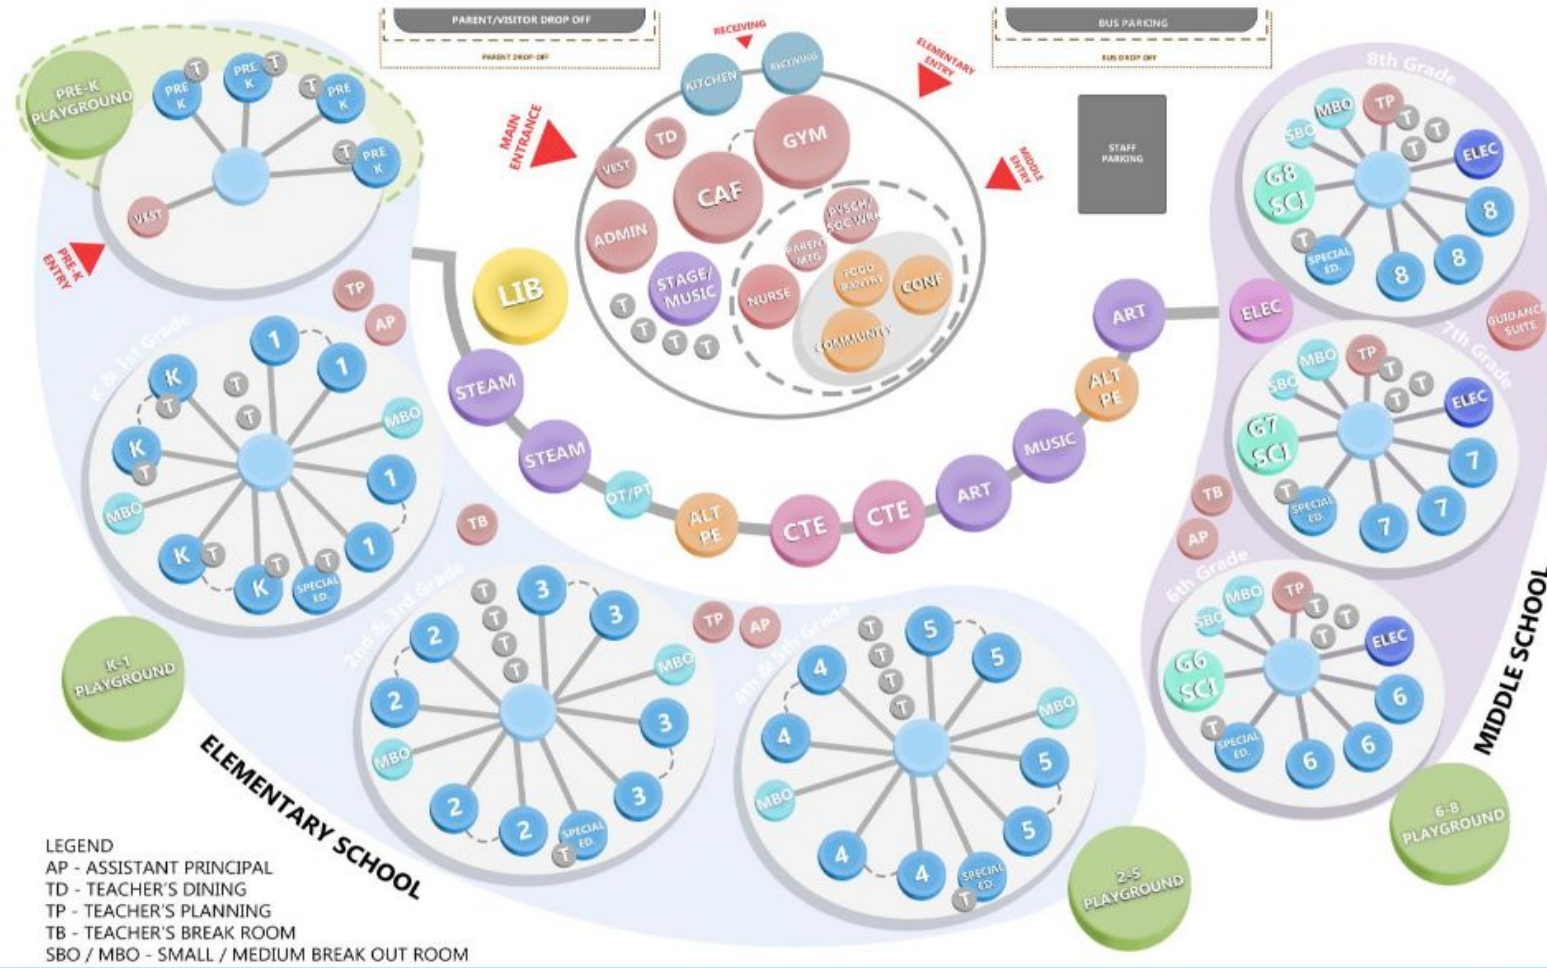 PARENT/VISITOR DROP OFF
PARENT DROP-OFF
RECEIVING
BUS PARKING
BUS DROP OFF
ELEMENTARY
ENTRY
MAIN
ENTRANCE
MIDDLE
ENTRY
STAFF
PARKING
KITCHEN
RECEIVING
GYM
TD
VEST
CAF
ADMIN
STAGE/
MUSIC
T
T
T
T
PYSCH/
SOC WRK
PARENT
MTG
NURSE
FOOD
PANTRY
CONF
COMMUNITY
PRE-K
PLAYGROUND
PRE
K
T
PRE
K
T
PRE
K
T
PRE
K
T
VEST
PRE-K
ENTRY
TP
AP
LIB
STEAM
STEAM
OT/PT
ALT
PE
CTE
CTE
ART
MUSIC
ALT
PE
ART
ELEC
K & 1st Grade
1
1
K
T
T
T
MBO
K
T
1
MBO
1
K
T
K
T
SPECIAL
ED.
T
TB
K-1
PLAYGROUND
2nd & 3rd Grade
3
3
T
T
T
T
2
MBO
2
3
MBO
3
2
2
SPECIAL
ED.
T
TP
AP
4th & 5th Grade
5
5
T
T
T
T
4
MBO
4
5
MBO
5
4
4
SPECIAL
ED.
T
2-5
PLAYGROUND
ELEMENTARY SCHOOL
8th Grade
MBO
TP
T
T
T
SBO
ELEC
G8
SCI
8
T
SPECIAL
ED.
8
8
GUIDANCE
SUITE
7th Grade
MBO
TP
T
T
T
SBO
ELEC
G7
SCI
7
T
SPECIAL
ED.
7
7
TB
AP
6th Grade
MBO
TP
T
T
T
SBO
ELEC
G6
SCI
6
T
SPECIAL
ED.
6
6
6-8
PLAYGROUND
MIDDLE SCHOOL
LEGEND
AP - ASSISTANT PRINCIPAL
TD - TEACHER'S DINING
TP - TEACHER'S PLANNING
TB - TEACHER'S BREAK ROOM
SBO / MBO - SMALL / MEDIUM BREAK OUT ROOM